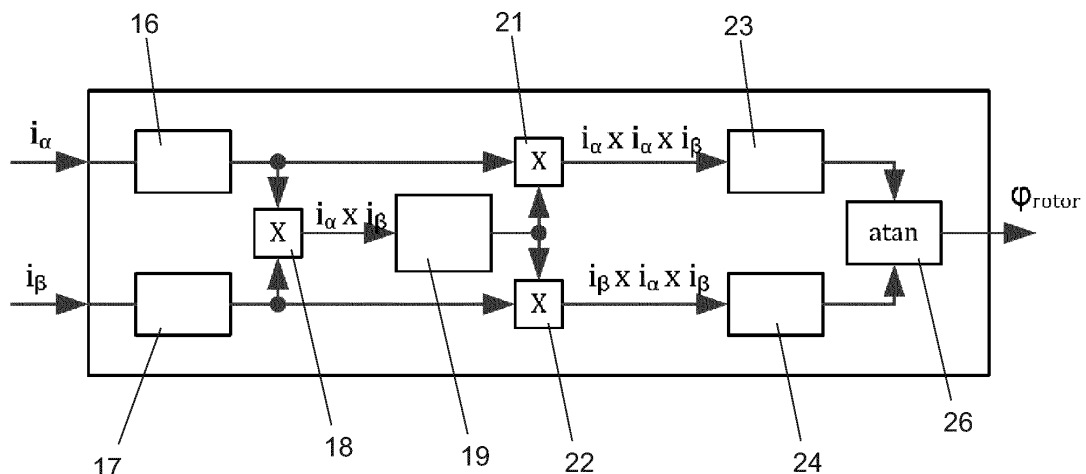 16
21
23
iα
X
iα x iα x iβ
X
iα x iβ
atan
φrotor
iβ
X
iβ x iα x iβ
17
18
19
22
24
26